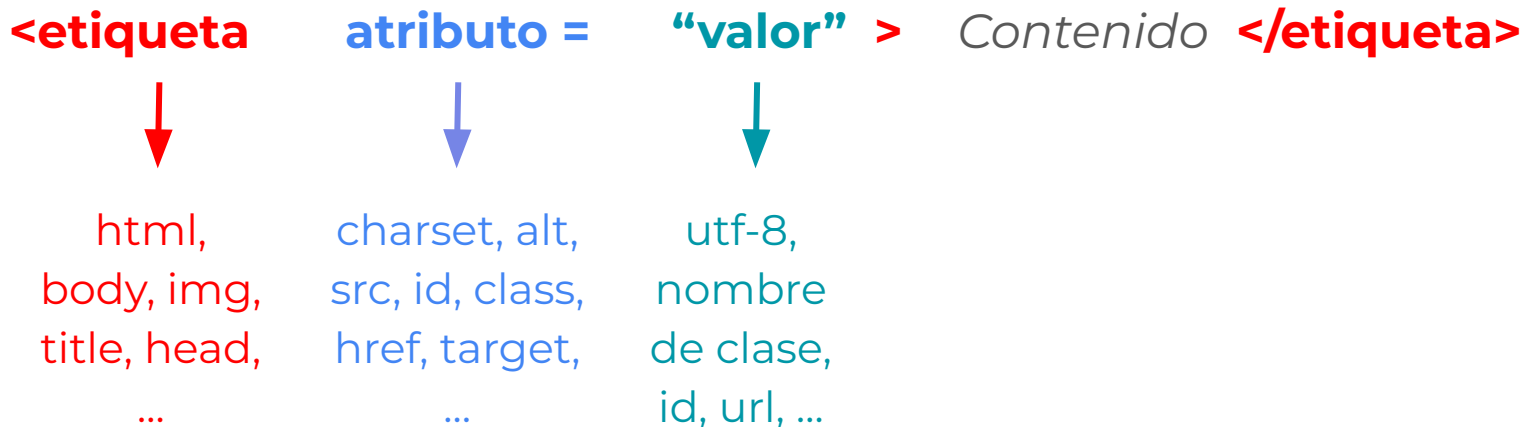 <etiqueta atributo = “valor” > Contenido </etiqueta>
html,
body, img,
title, head,
...
charset, alt,
src, id, class,
href, target,
...
utf-8,
nombre
de clase,
id, url, ...